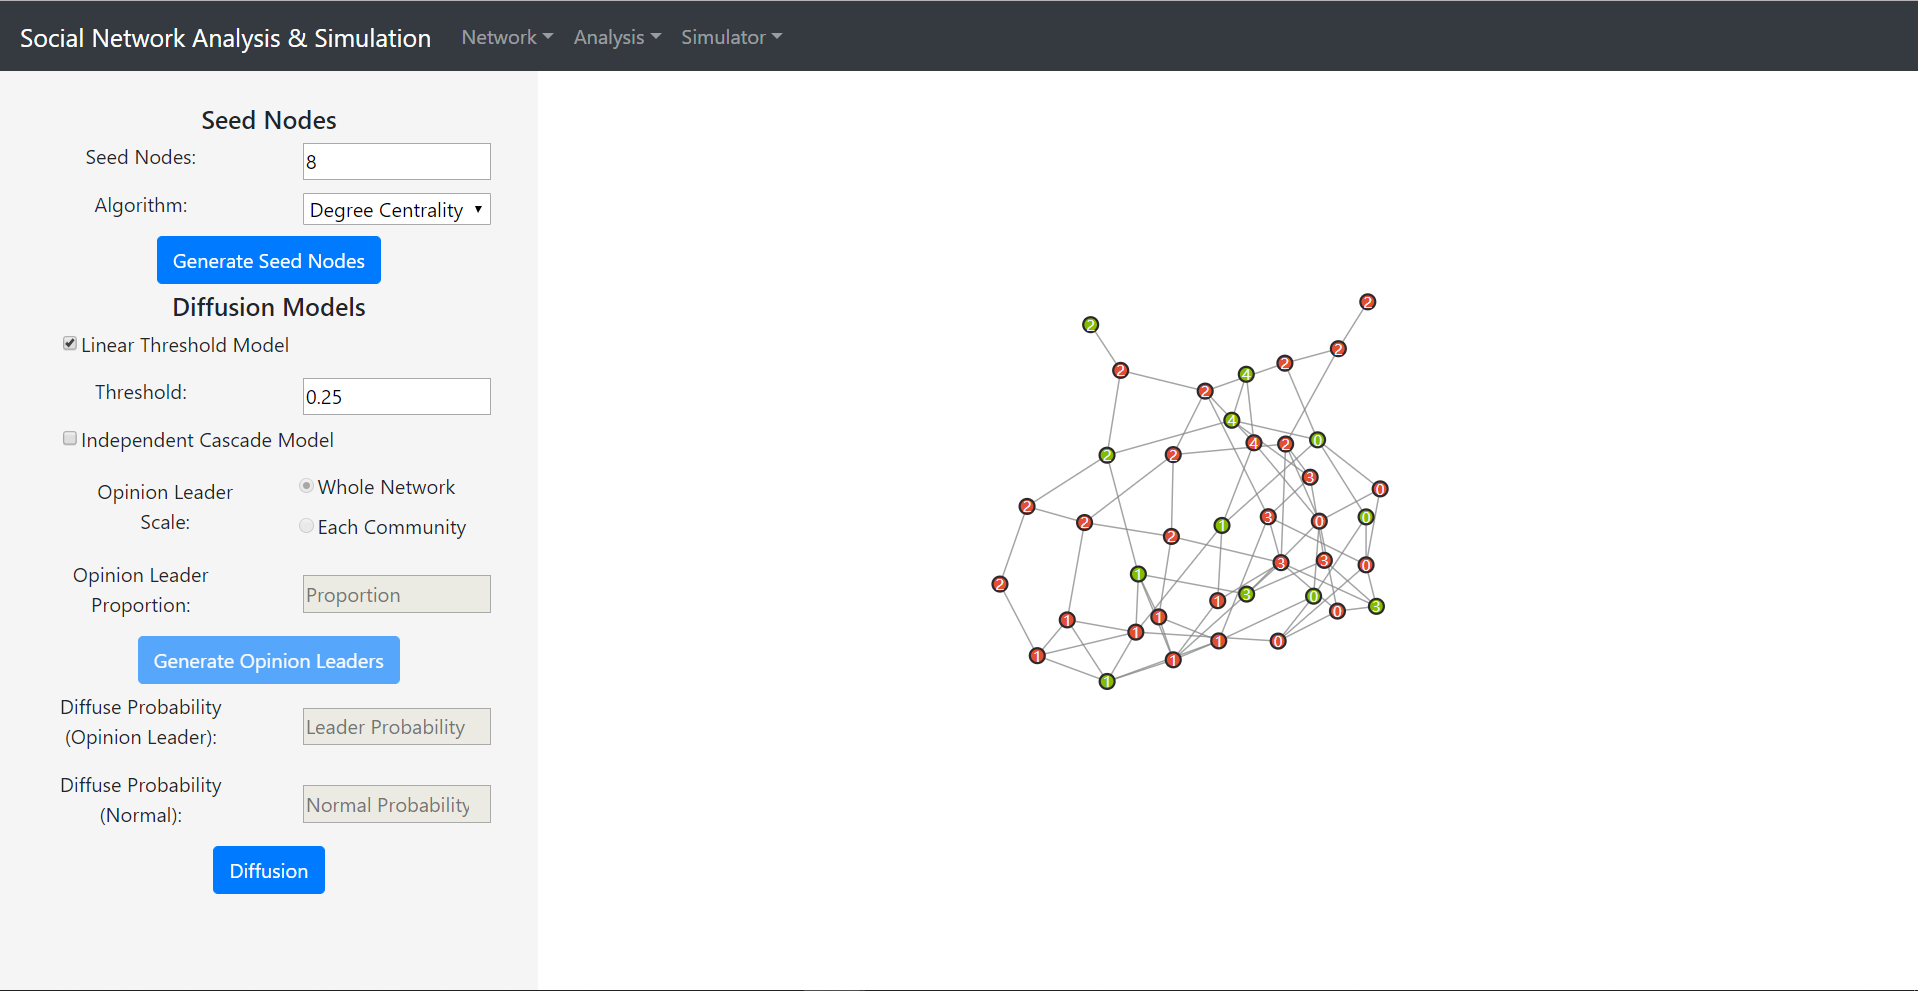 Social Network Analysis & Simulation Network Analysis Simulator
Seed Nodes
Seed Nodes: 8
Algorithm: Degree Centrality
Generate Seed Nodes
Diffusion Models
Linear Threshold Model
Threshold: 0.25
Independent Cascade Model
Opinion Leader
Scale:
Whole Network
Each Community
Opinion Leader
Proportion:
Proportion
Generate Opinion Leaders
Diffuse Probability
(Opinion Leader):
Leader Probability
Diffuse Probability
(Normal):
Normal Probability
Diffusion
2
2
2
2
2
4
2
2
4
4
2
0
2
2
3
0
2
2
2
1
3
0
0
3
3
0
1
2
1
3
0
3
0
1
1
1
1
0
1
1
1